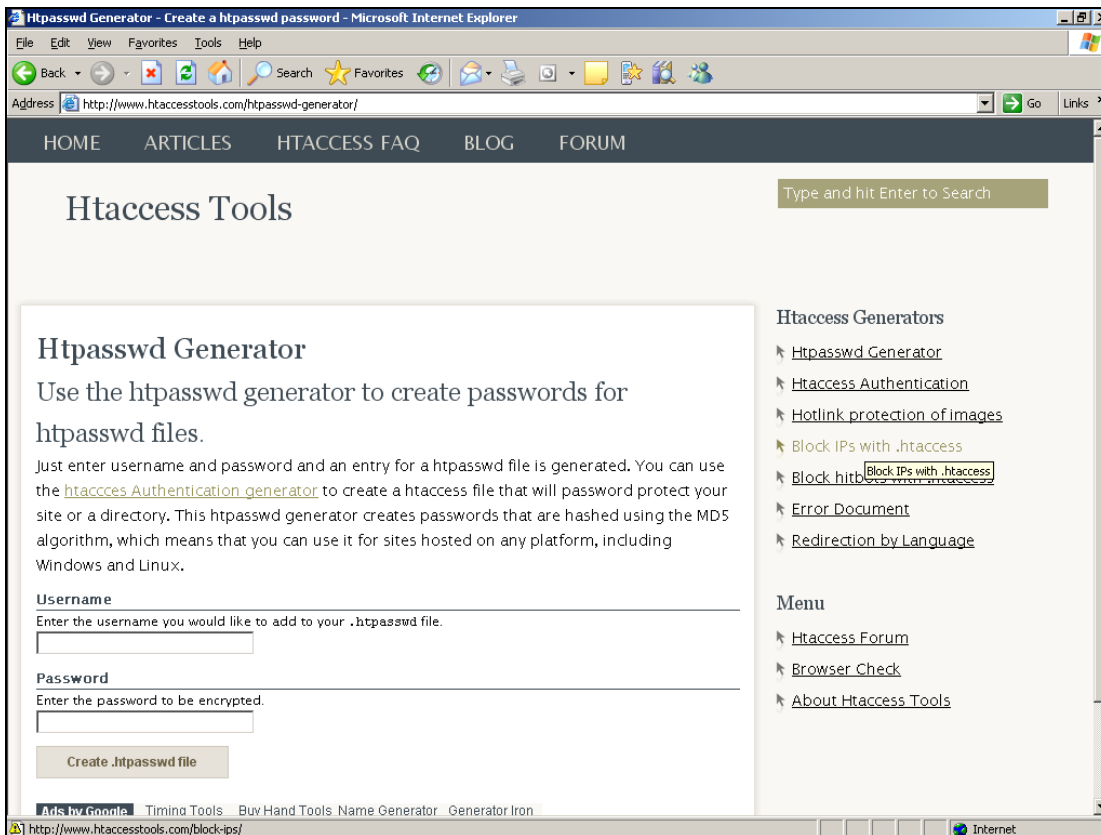 Htpasswd Generator - Create a htpasswd password - Microsoft Internet Explorer
File Edit View Favorites Tools Help
Back Search Favorites
Address http://www.htaccesstools.com/htpasswd-generator/ Go Links
HOME ARTICLES HTACCESS FAQ BLOG FORUM
Htaccess Tools
Type and hit Enter to Search
Htpasswd Generator
Use the htpasswd generator to create passwords for
htpasswd files.
Just enter username and password and an entry for a htpasswd file is generated. You can use
the htaccces Authentication generator to create a htaccess file that will password protect your
site or a directory. This htpasswd generator creates passwords that are hashed using the MD5
algorithm, which means that you can use it for sites hosted on any platform, including
Windows and Linux.
Username
Enter the username you would like to add to your .htpasswd file.
Password
Enter the password to be encrypted.
Create .htpasswd file
Ads by Google Timing Tools Buy Hand Tools Name Generator Generator Iron
Htaccess Generators
Htpasswd Generator
Htaccess Authentication
Hotlink protection of images
Block IPs with .htaccess
Block IPs with .htaccess
Block hitbots with .htaccess
Error Document
Redirection by Language
Menu
Htaccess Forum
Browser Check
About Htaccess Tools
http://www.htaccesstools.com/block-ips/ Internet